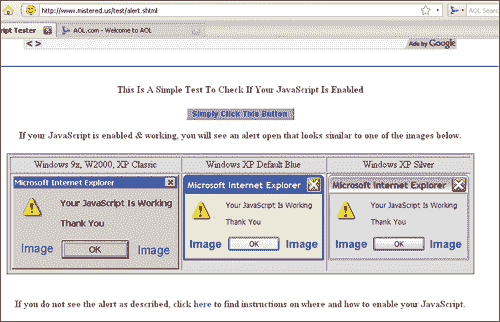 http://www.mistered.us/test/alert.shtml
AOL Sear
ript Tester
AOL.com - Welcome to AOL
< >
Ads by Google
This Is A Simple Test To Check If Your JavaScript Is Enabled
Simply Click This Button
If your JavaScript is enabled & working, you will see an alert open that looks similar to one of the images below.
Windows 9x, W2000, XP Classic
Windows XP Default Blue
Windows XP Silver
Microsoft Internet Explorer
Microsoft Internet Explorer
Microsoft Internet Explorer
Your JavaScript Is Working
Your JavaScript Is Working
Your JavaScript Is Working
Thank You
Thank You
Thank You
Image OK Image
Image OK Image
Image OK Image
If you do not see the alert as described, click here to find instructions on where and how to enable your JavaScript.